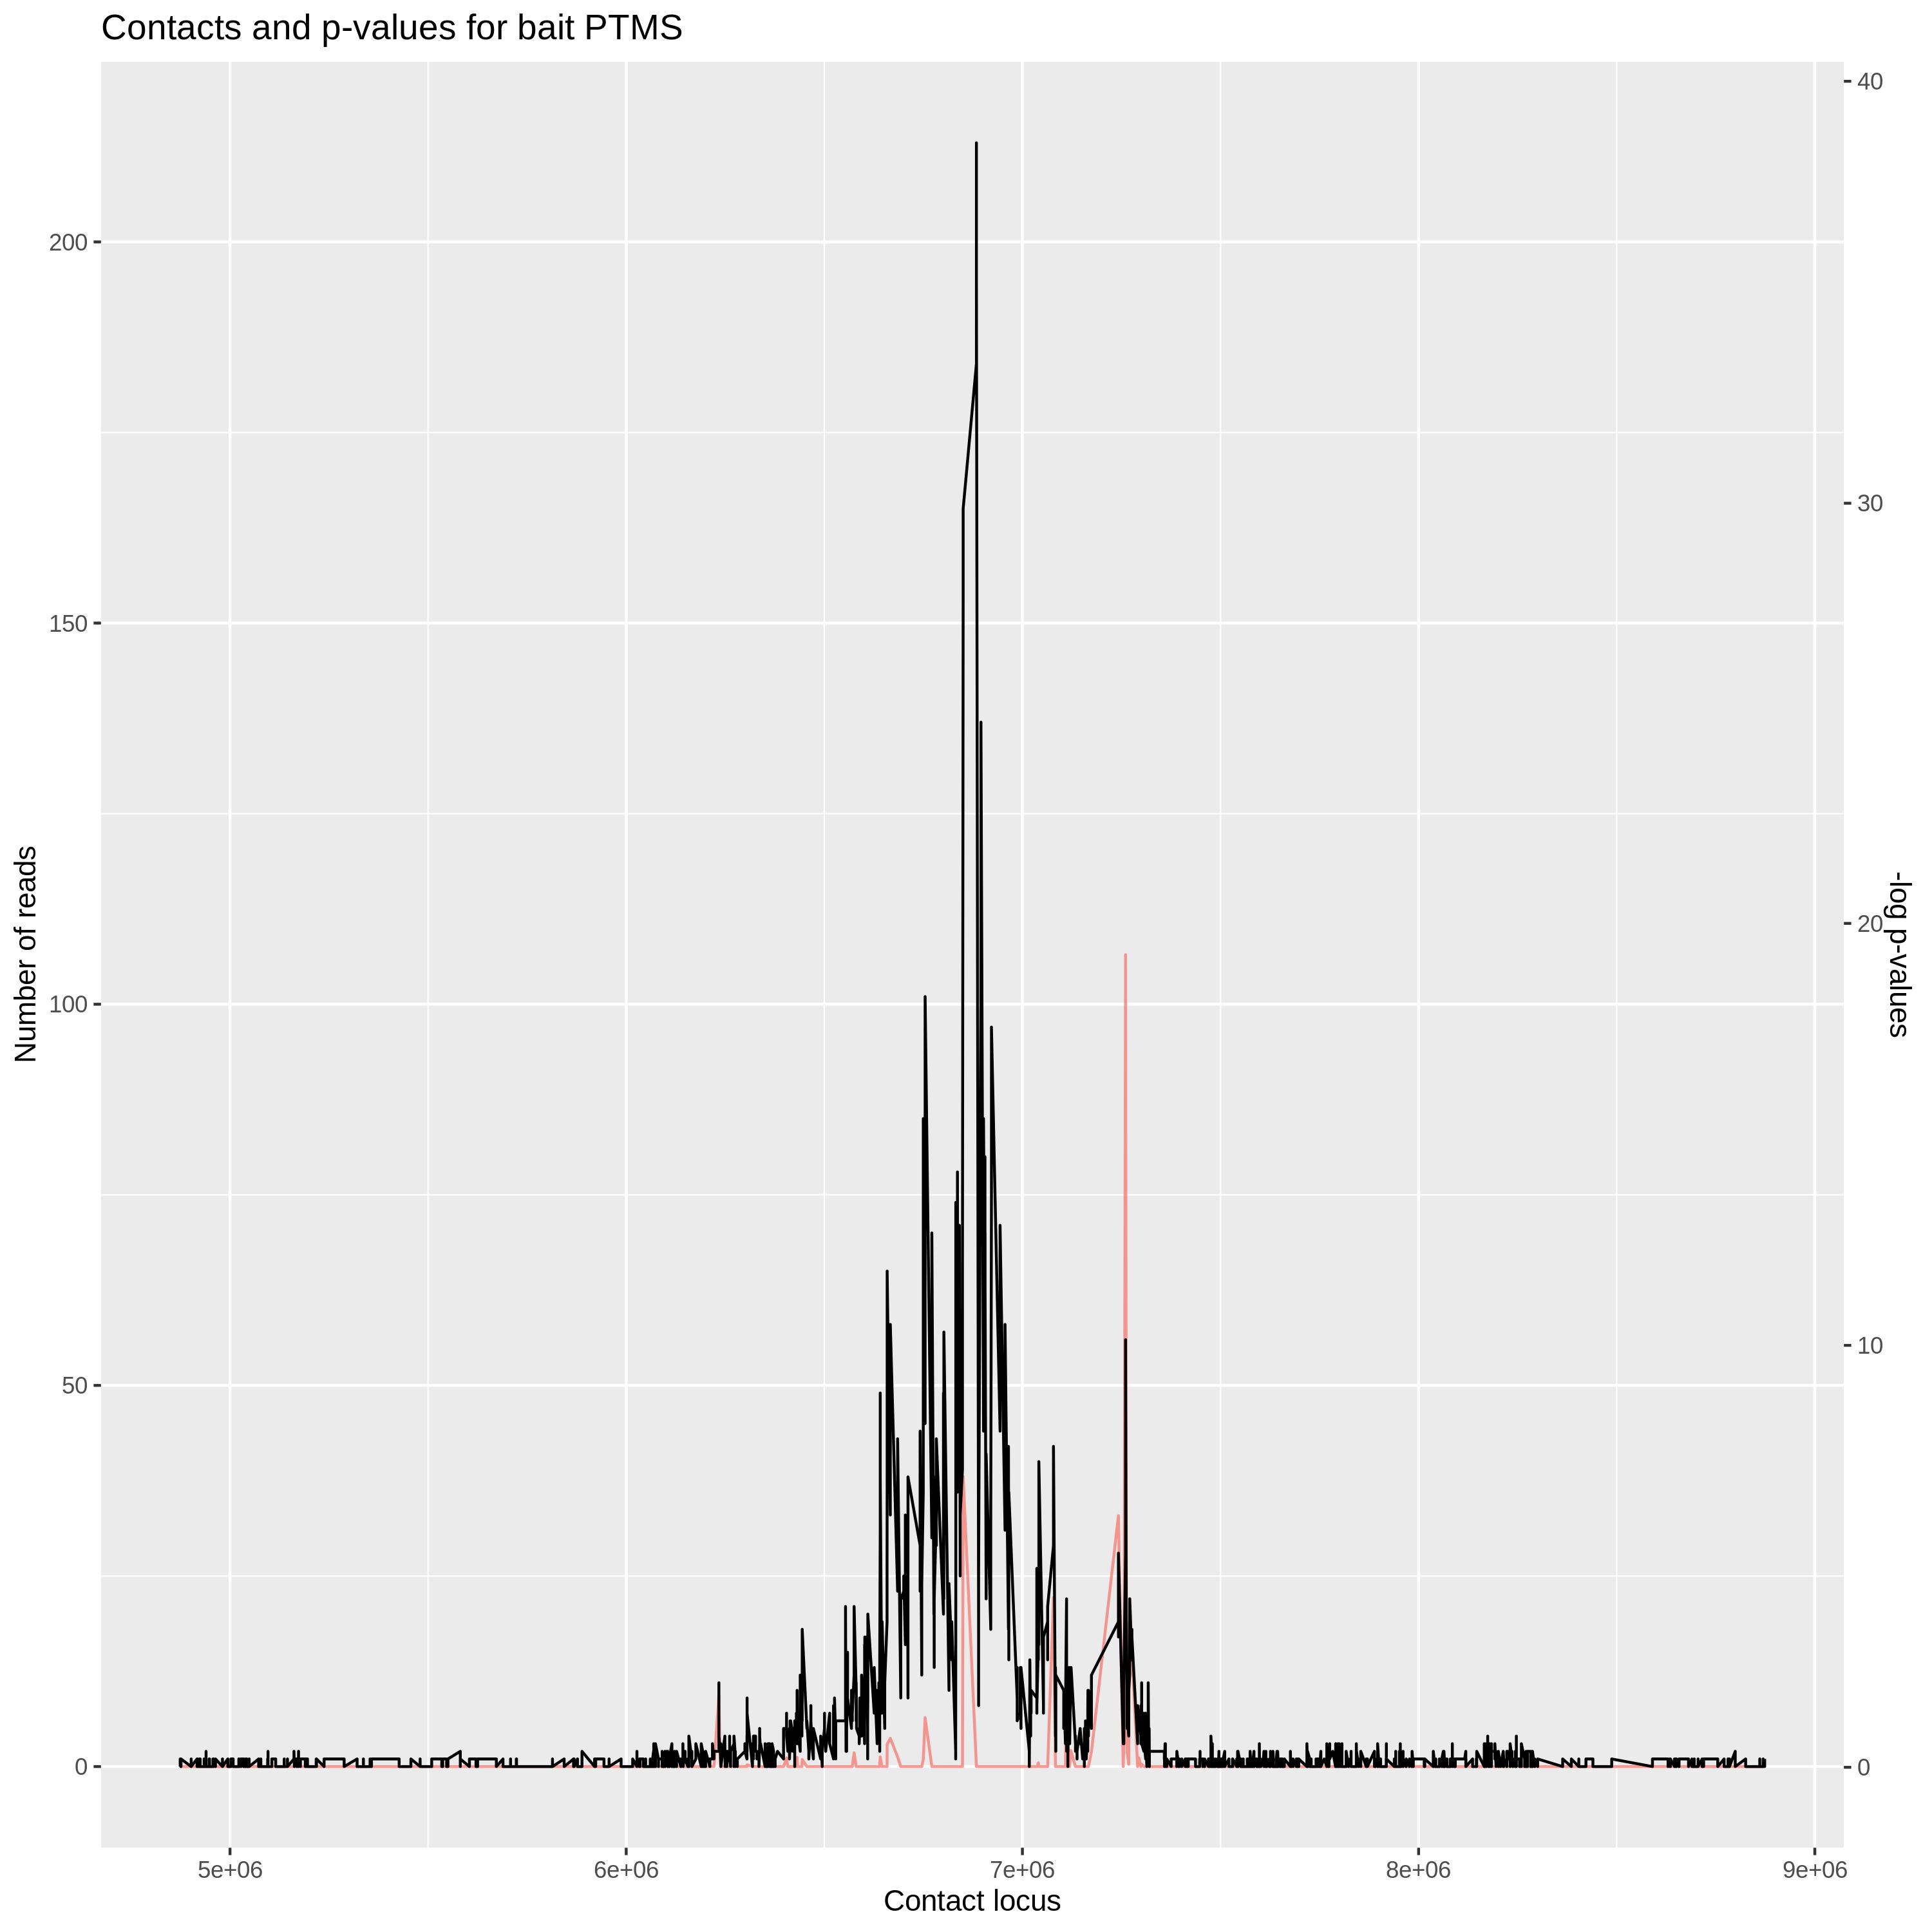 Contacts and p-values for bait PTMS
Number of reads
200
150
100
50
0
40
30
20
10
0
-log p-values
5e+06
6e+06
7e+06
8e+06
9e+06
Contact locus